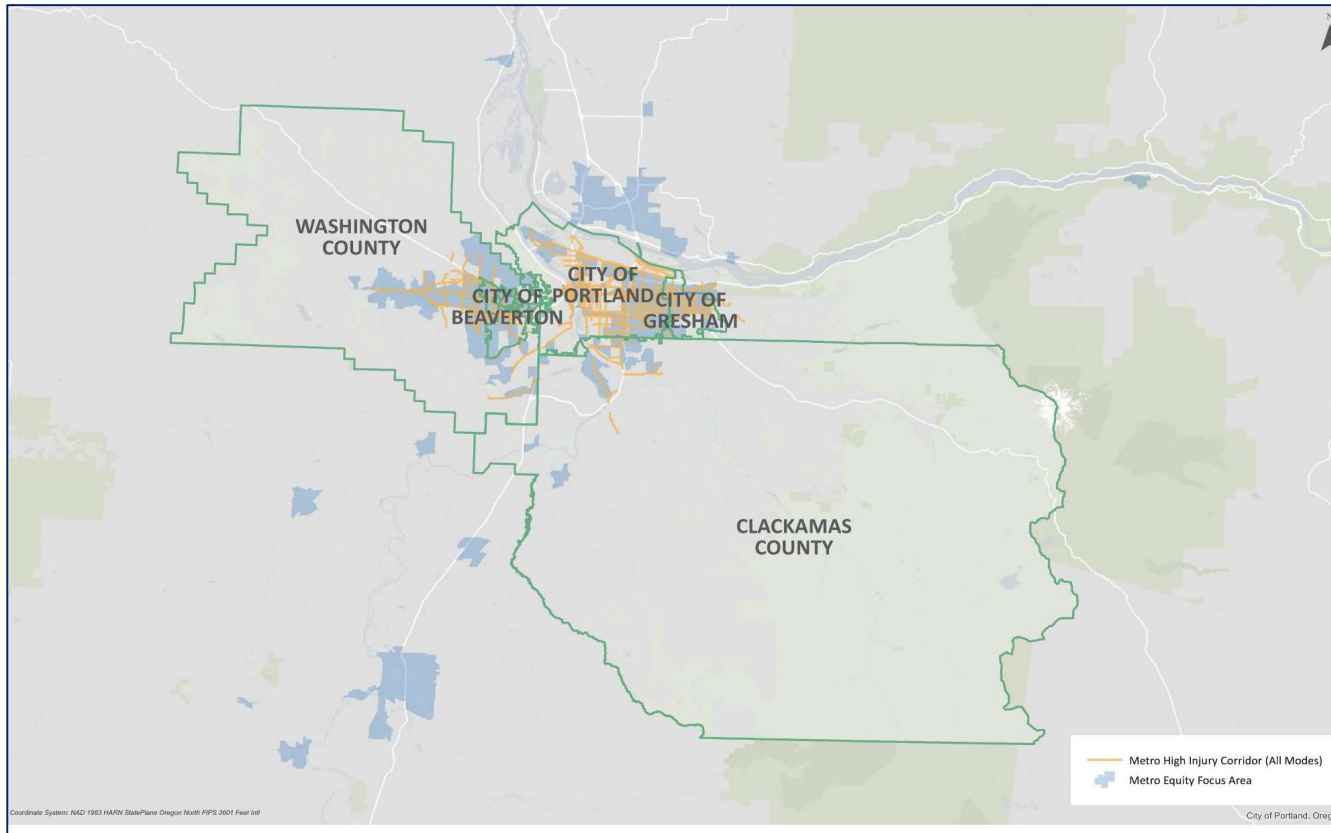 N
WASHINGTON
COUNTY
CITY OF
PORTLAND
CITY OF
BEAVERTON
CITY OF
GRESHAM
CLACKAMAS
COUNTY
Metro High Injury Corridor (All Modes)
Metro Equity Focus Area
Coordinate System: NAD 1983 HARN StatePlane Oregon North FIPS 3601 Feet Intl
City of Portland, Oreg